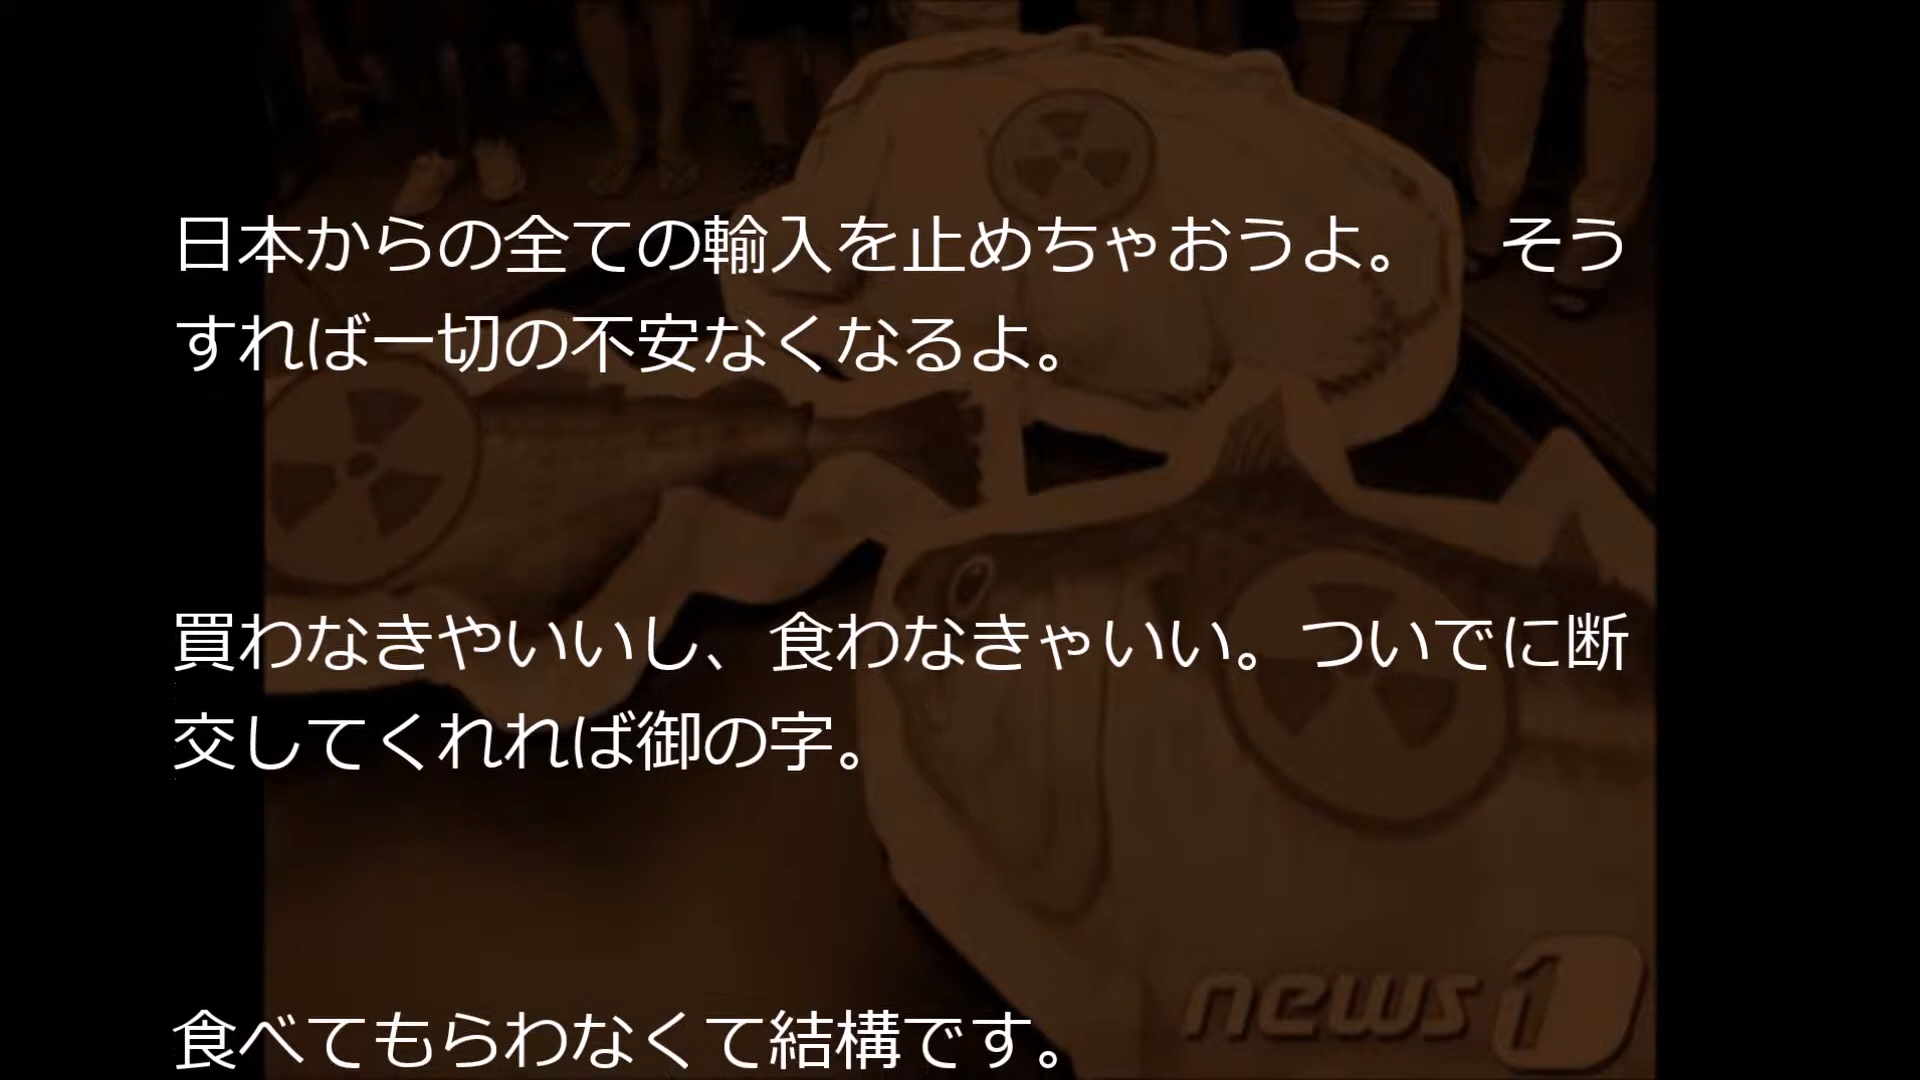 日本からの全ての輸入を止めちゃおうよ。　そう
すれば一切の不安なくなるよ。
買わなきやいいし、食わなきゃいい。ついでに断
交してくれれば御の字。
食べてもらわなくて結構です。
news1